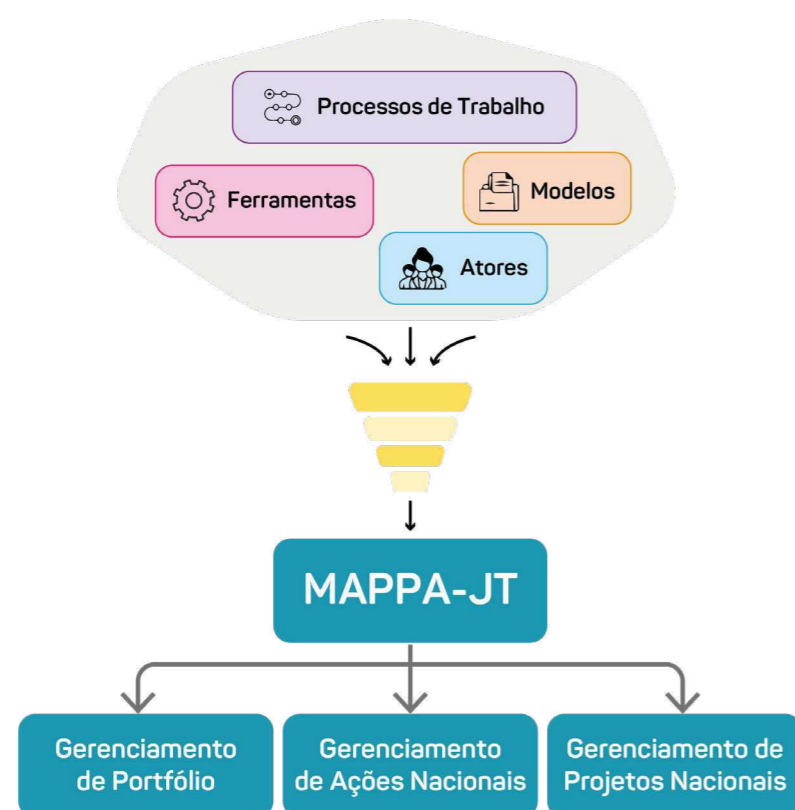 Processos de Trabalho
Ferramentas
Modelos
Atores
MAPPA-JT
Gerenciamento
de Portfólio
Gerenciamento
de Ações Nacionais
Gerenciamento de
Projetos Nacionais